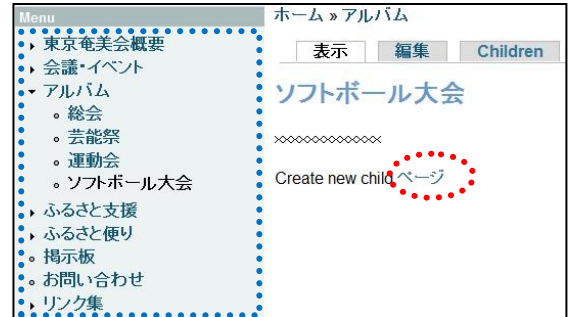 Menu
東京奄美会概要
会議・イベント
アルバム
総会
芸能祭
運動会
ソフトボール大会
ふるさと支援
ふるさと便り
掲示板
お問い合わせ
リンク集
ホーム » アルバム
表示 編集 Children
ソフトボール大会
xxxxxxxxxxxxx
Create new child ページ